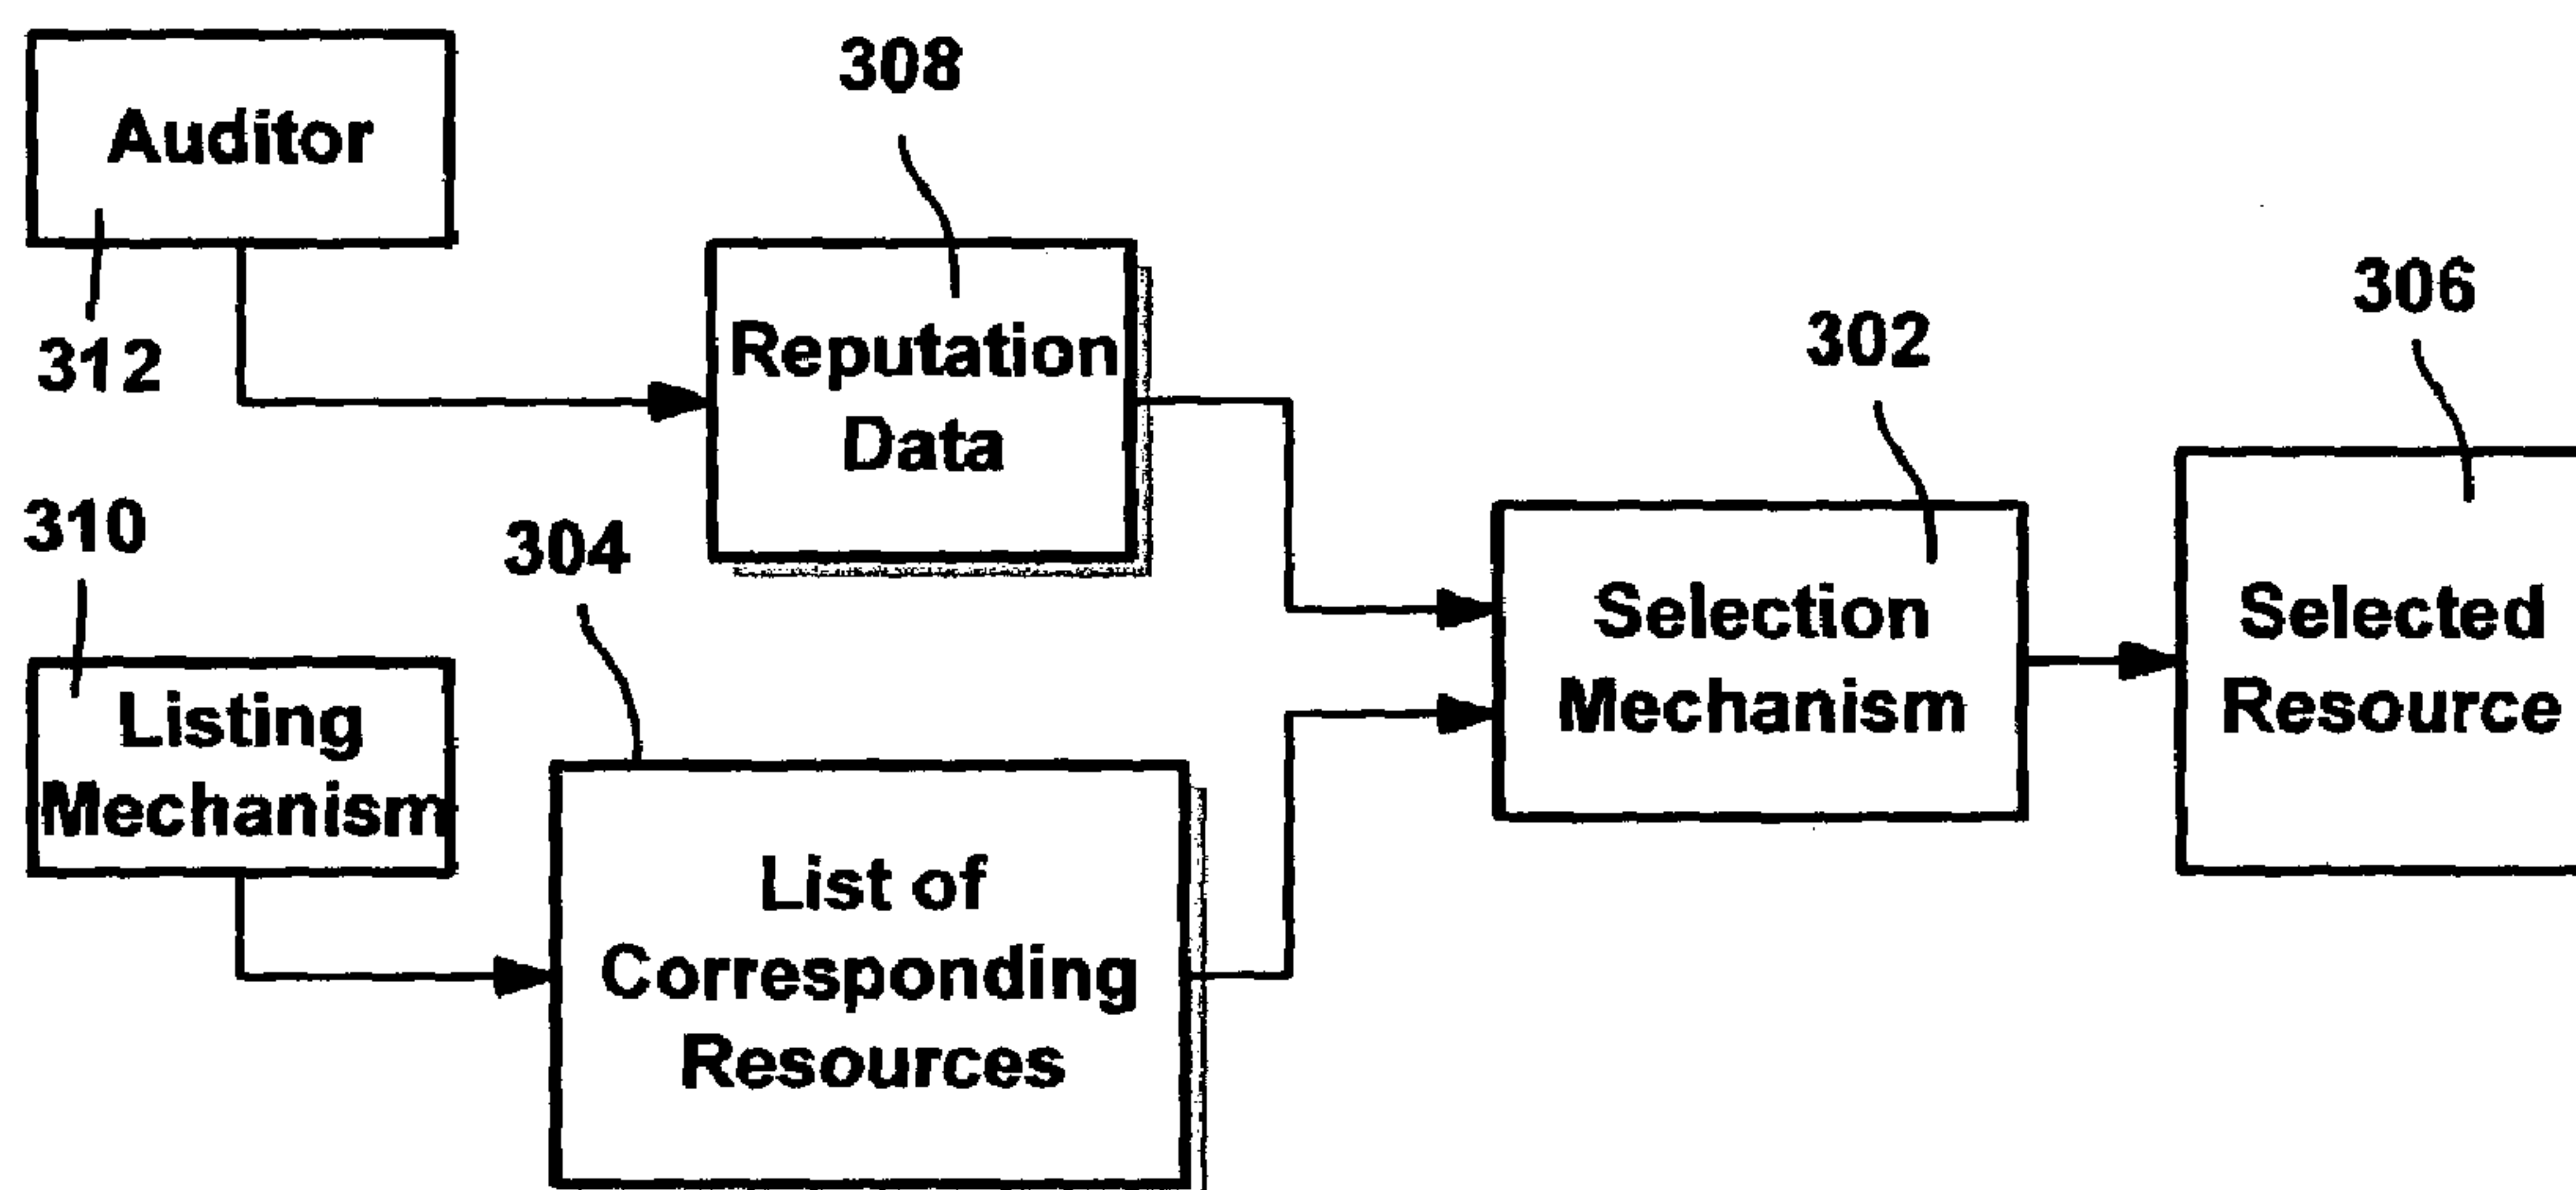 Auditor
312
308
Reputation
Data
310
Listing
Mechanism
304
List of
Corresponding
Resources
302
Selection
Mechanism
306
Selected
Resource